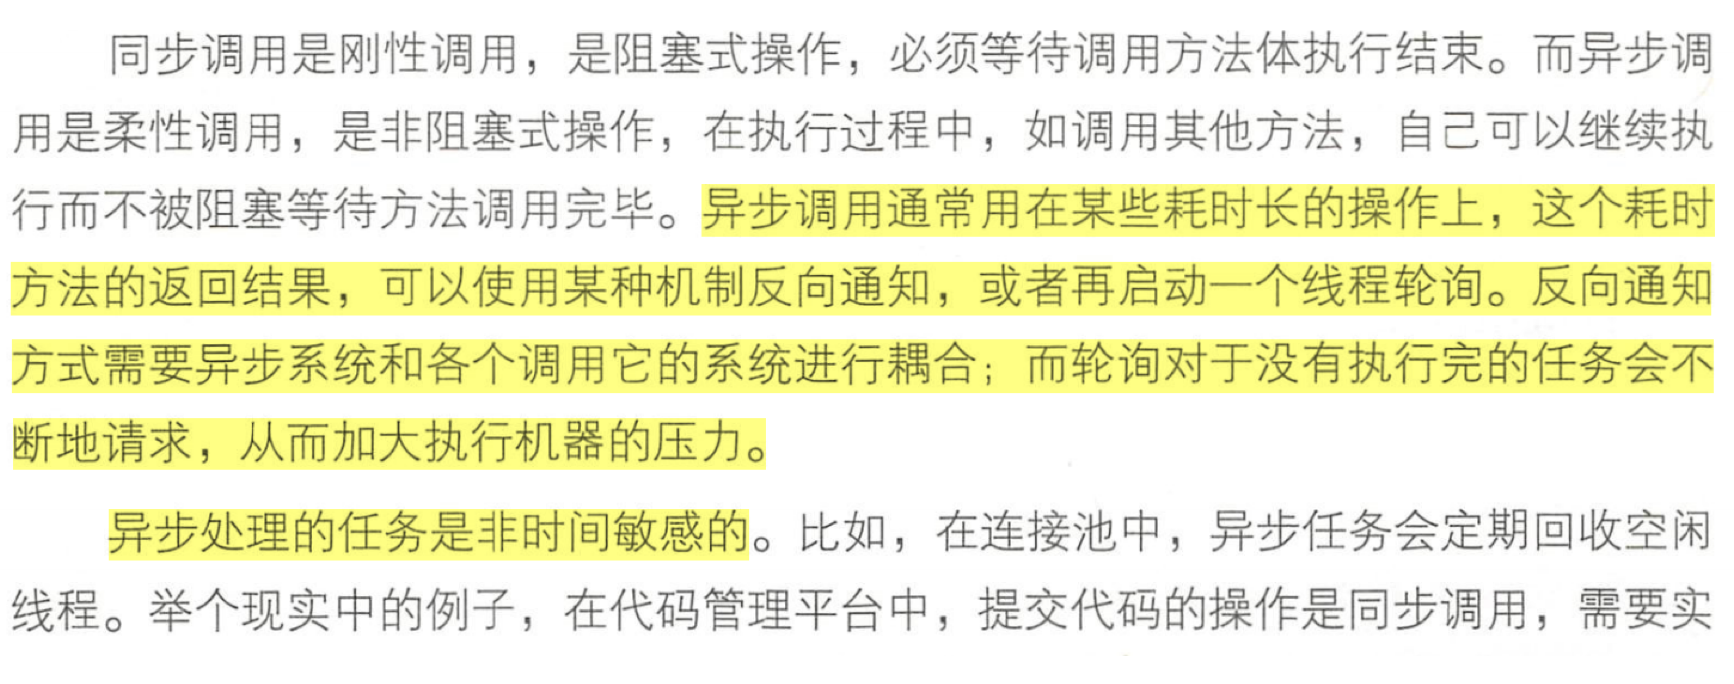 同步调用是刚性调用，是阻塞式操作，必须等待调用方法体执行结束。而异步调
用是柔性调用，是非阻塞式操作，在执行过程中，如调用其他方法，自己可以继续执
行而不被阻塞等待方法调用完毕。异步调用通常用在某些耗时长的操作上，这个耗时
方法的返回结果，可以使用某种机制反向通知，或者再启动一个线程轮询。反向通知
方式需要异步系统和各个调用它的系统进行耦合；而轮询对于没有执行完的任务会不
断地请求，从而加大执行机器的压力。
异步处理的任务是非时间敏感的。比如，在连接池中，异步任务会定期回收空闲
线程。举个现实中的例子，在代码管理平台中，提交代码的操作是同步调用，需要实